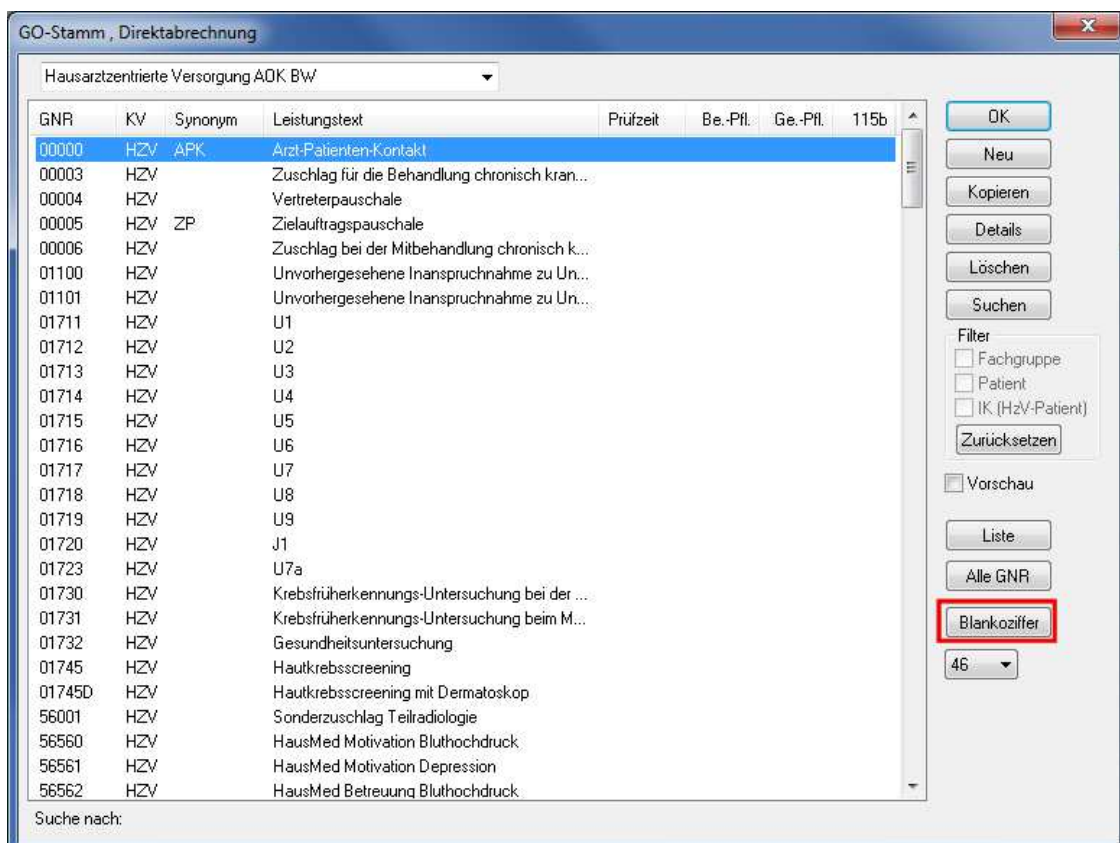 GO-Stamm , Direktabrechnung
Hausarztzentrierte Versorgung AOK BW
GNR KV Synonym Leistungstext Prüfzeit Be.-Pfl. Ge.-Pfl. 115b
00000 HZV APK Arzt-Patienten-Kontakt
00003 HZV Zuschlag für die Behandlung chronisch kran...
00004 HZV Vertreterpauschale
00005 HZV ZP Zielauftragspauschale
00006 HZV Zuschlag bei der Mitbehandlung chronisch k...
01100 HZV Unvorhergesehene Inanspruchnahme zu Un...
01101 HZV Unvorhergesehene Inanspruchnahme zu Un...
01711 HZV U1
01712 HZV U2
01713 HZV U3
01714 HZV U4
01715 HZV U5
01716 HZV U6
01717 HZV U7
01718 HZV U8
01719 HZV U9
01720 HZV J1
01723 HZV U7a
01730 HZV Krebsfrüherkennungs-Untersuchung bei der ...
01731 HZV Krebsfrüherkennungs-Untersuchung beim M...
01732 HZV Gesundheitsuntersuchung
01745 HZV Hautkrebsscreening
01745D HZV Hautkrebsscreening mit Dermatoskop
56001 HZV Sonderzuschlag Teilradiologie
56560 HZV HausMed Motivation Bluthochdruck
56561 HZV HausMed Motivation Depression
56562 HZV HausMed Betreuung Bluthochdruck
Suche nach:
OK
Neu
Kopieren
Details
Löschen
Suchen
Filter
Fachgruppe
Patient
IK (HzV-Patient)
Zurücksetzen
Vorschau
Liste
Alle GNR
Blankoziffer
46